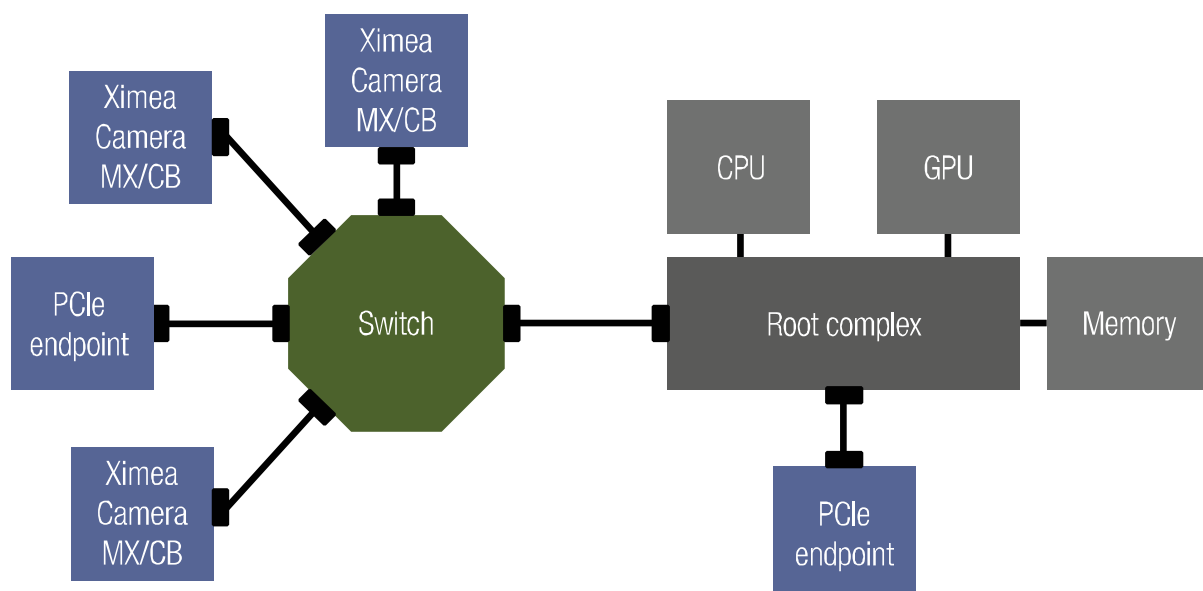 Ximea
Camera
MX/CB
Ximea
Camera
MX/CB
CPU
GPU
PCIe
endpoint
Switch
Root complex
Memory
Ximea
Camera
MX/CB
PCIe
endpoint